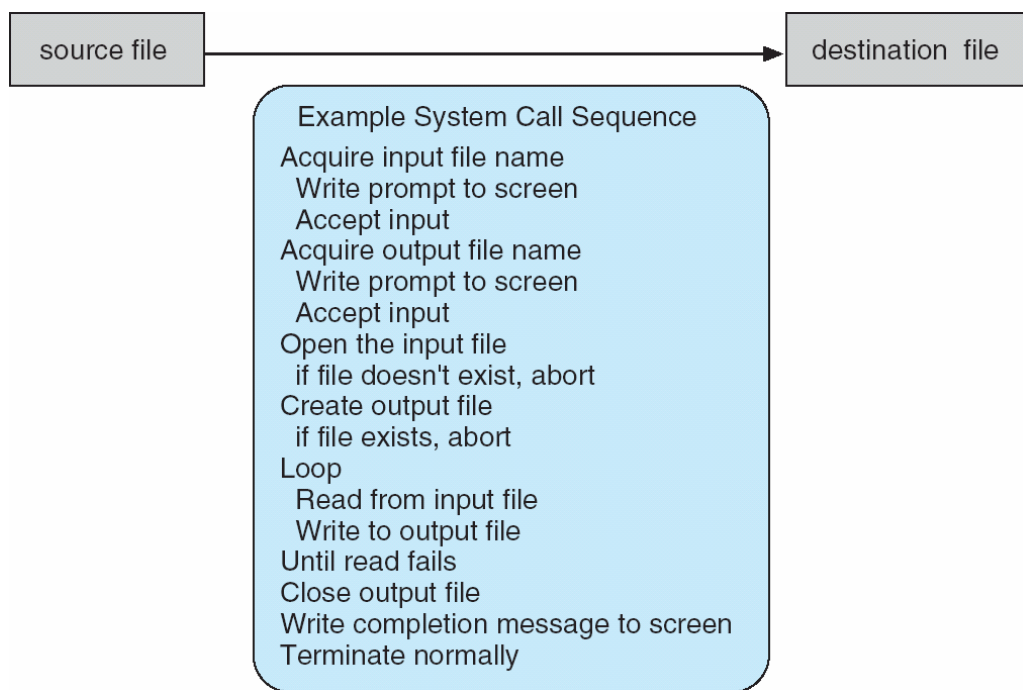 source file
destination file
Example System Call Sequence
Acquire input file name
Write prompt to screen
Accept input
Acquire output file name
Write prompt to screen
Accept input
Open the input file
if file doesn't exist, abort
Create output file
if file exists, abort
Loop
Read from input file
Write to output file
Until read fails
Close output file
Write completion message to screen
Terminate normally